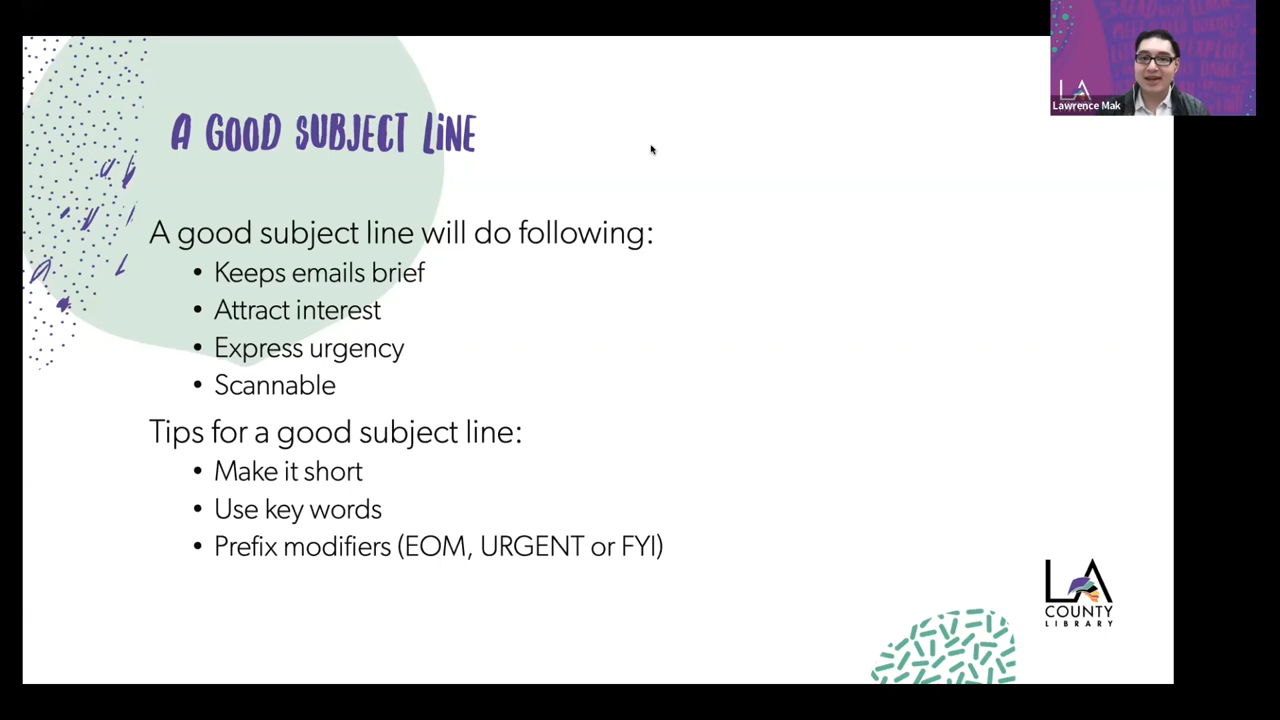 A GOOD SUBJECT LINE
A good subject line will do following:
• Keeps emails brief
• Attract interest
• Express urgency
• Scannable
Tips for a good subject line:
• Make it short
• Use key words
• Prefix modifiers (EOM, URGENT or FYI)
LA
COUNTY
LIBRARY
LA
Lawrence Mak